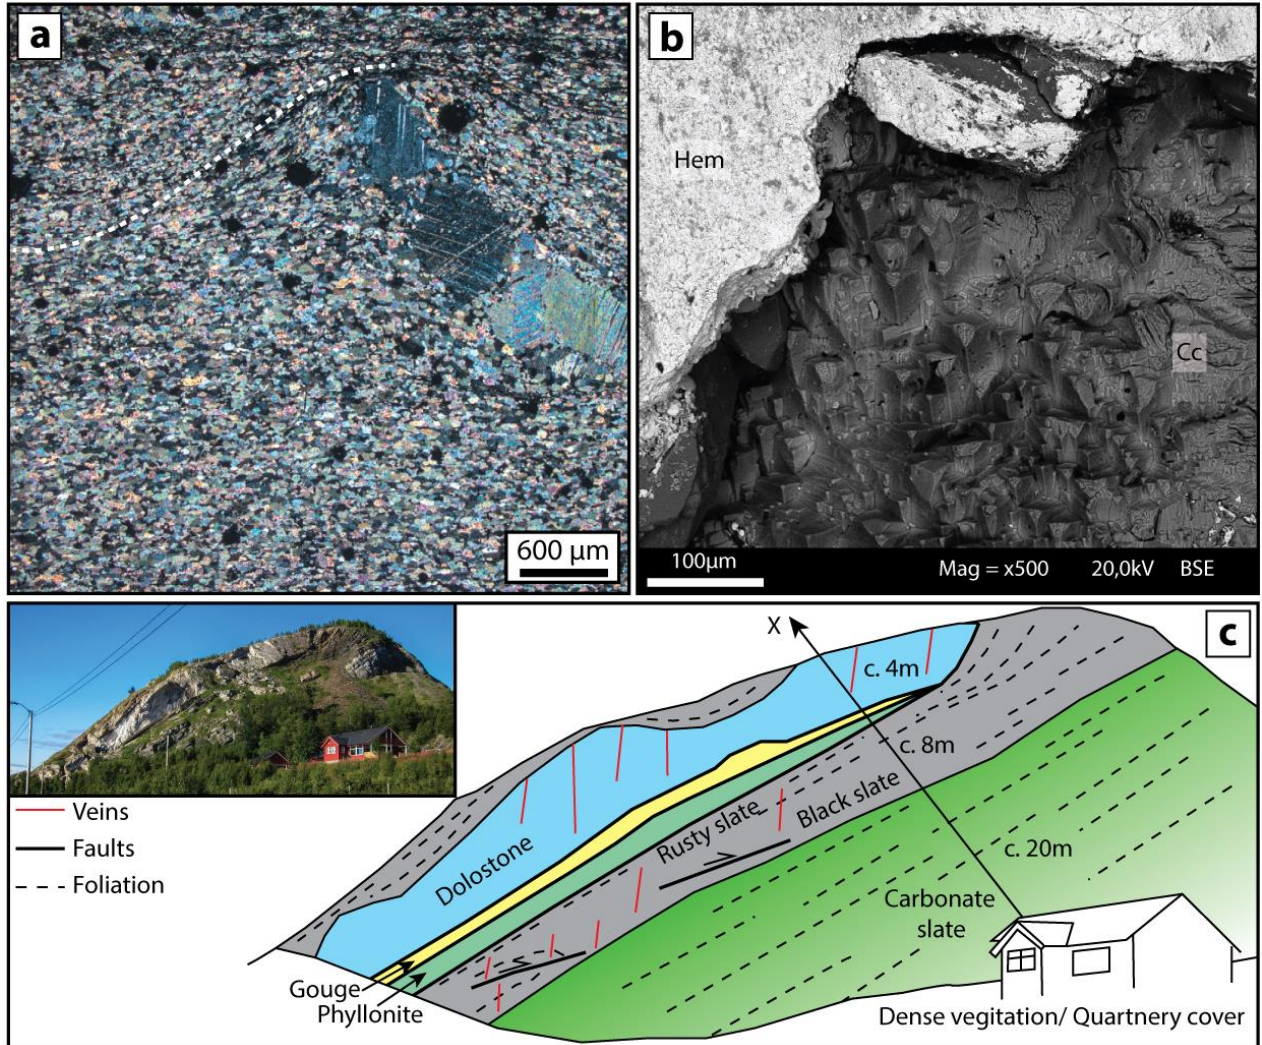 a
600 µm
b
Hem
Cc
100µm
Mag = x500 20,0kV BSE
c
X
c. 4m
c. 8m
Rusty slate
Black slate
c. 20m
Dolostone
Carbonate
slate
Gouge
Phyllonite
Veins
Faults
Foliation
Dense vegitation/ Quartnery cover